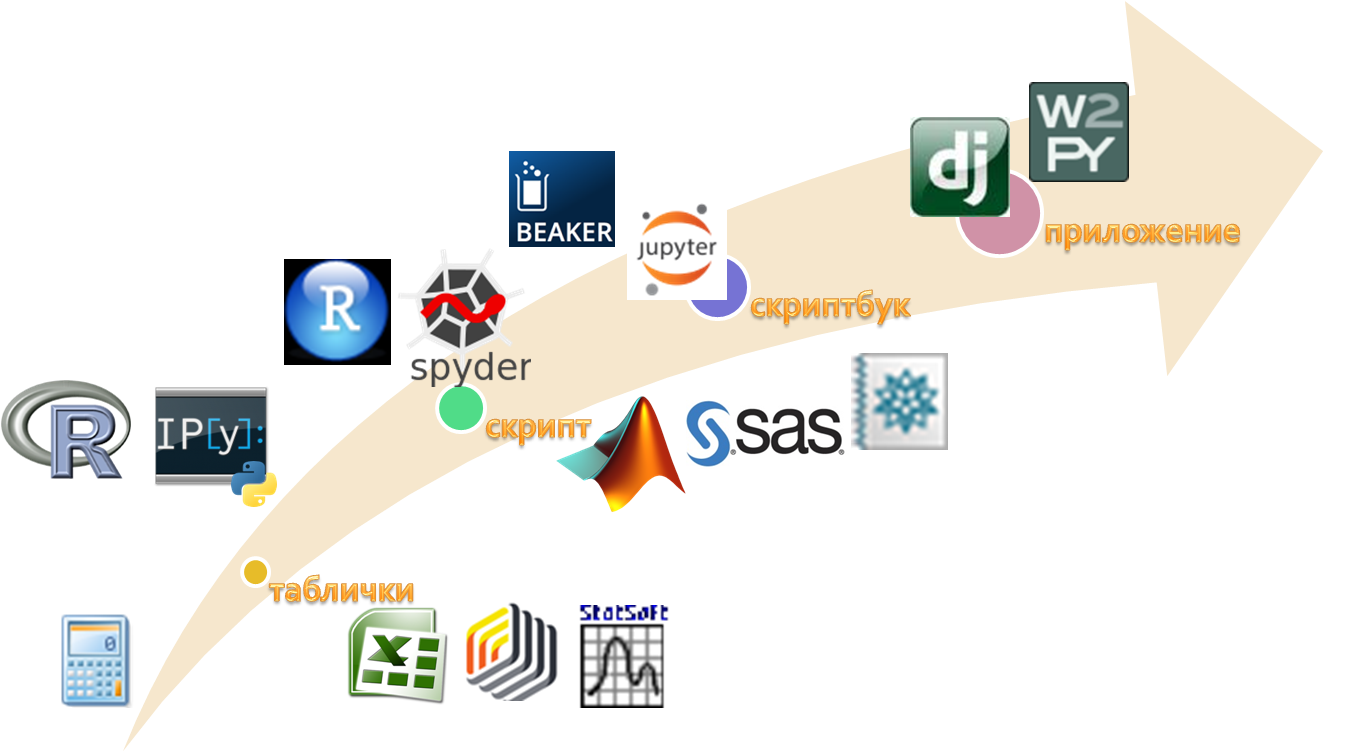 W2
PY
dj
приложение
BEAKER
jupyter
скриптбук
R
spyder
скрипт
sas
R
IP[y]:
таблички
0
X
StatSoft